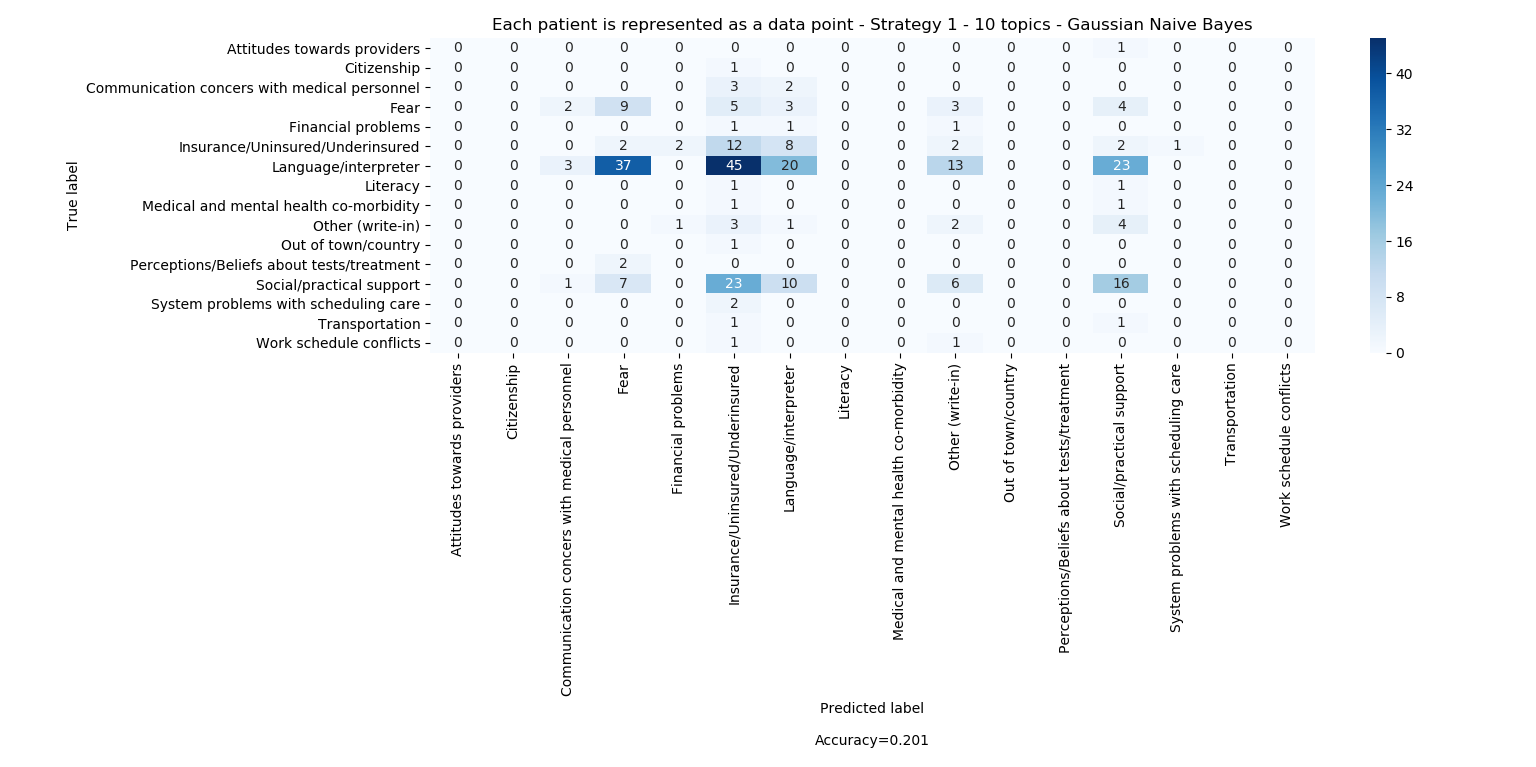 Each patient is represented as a data point - Strategy 1 - 10 topics - Gaussian Naive Bayes
True label
Attitudes towards providers 0 0 0 0 0 0 0 0 0 0 0 0 1 0 0 0
Citizenship 0 0 0 0 0 1 0 0 0 0 0 0 0 0 0 0
Communication concers with medical personnel 0 0 0 0 0 3 2 0 0 0 0 0 0 0 0 0
Fear 0 0 2 9 0 5 3 0 0 3 0 0 4 0 0 0
Financial problems 0 0 0 0 0 1 1 0 0 1 0 0 0 0 0 0
Insurance/Uninsured/Underinsured 0 0 0 2 2 12 8 0 0 2 0 0 2 1 0 0
Language/interpreter 0 0 3 37 0 45 20 0 0 13 0 0 23 0 0 0
Literacy 0 0 0 0 0 1 0 0 0 0 0 0 1 0 0 0
Medical and mental health co-morbidity 0 0 0 0 0 1 0 0 0 0 0 0 1 0 0 0
Other (write-in) 0 0 0 0 1 3 1 0 0 2 0 0 4 0 0 0
Out of town/country 0 0 0 0 0 1 0 0 0 0 0 0 0 0 0 0
Perceptions/Beliefs about tests/treatment 0 0 0 2 0 0 0 0 0 0 0 0 0 0 0 0
Social/practical support 0 0 1 7 0 23 10 0 0 6 0 0 16 0 0 0
System problems with scheduling care 0 0 0 0 0 2 0 0 0 0 0 0 0 0 0 0
Transportation 0 0 0 0 0 1 0 0 0 0 0 0 1 0 0 0
Work schedule conflicts 0 0 0 0 0 1 0 0 0 1 0 0 0 0 0 0
Attitudes towards providers
Citizenship
Communication concers with medical personnel
Fear
Financial problems
Insurance/Uninsured/Underinsured
Language/interpreter
Literacy
Medical and mental health co-morbidity
Other (write-in)
Out of town/country
Perceptions/Beliefs about tests/treatment
Social/practical support
System problems with scheduling care
Transportation
Work schedule conflicts
Predicted label
Accuracy=0.201
40
32
24
16
8
0